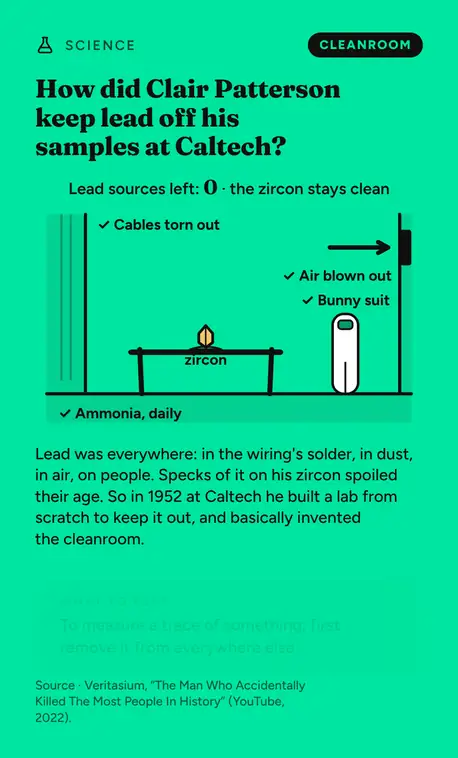 SCIENCE
CLEANROOM
How did Clair Patterson
keep lead off his
samples at Caltech?
Lead sources left: 0 · the zircon stays clean
✓ Cables torn out
✓ Air blown out
✓ Bunny suit
zircon
✓ Ammonia, daily
Lead was everywhere: in the wiring's solder, in dust,
in air, on people. Specks of it on his zircon spoiled
their age. So in 1952 at Caltech he built a lab from
scratch to keep it out, and basically invented
the cleanroom.
To measure a trace of something, first
remove it from everywhere else
Source · Veritasium, "The Man Who Accidentally
Killed The Most People In History" (YouTube,
2022).